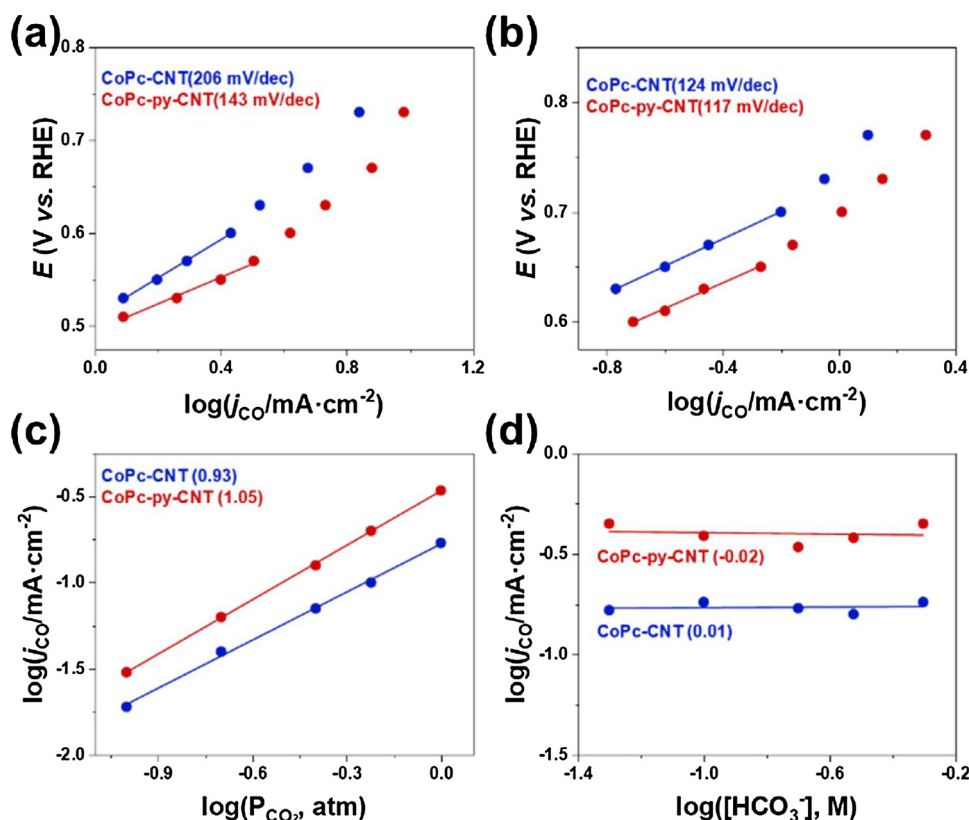 (a)
0.8
CoPc-CNT(206 mV/dec)
CoPc-py-CNT(143 mV/dec)
0.7
0.6
0.5
E (V vs. RHE)
0.0 0.4 0.8 1.2
log(j_CO/mA·cm⁻²)
(b)
CoPc-CNT(124 mV/dec)
CoPc-py-CNT(117 mV/dec)
0.8
0.7
0.6
E (V vs. RHE)
-0.8 -0.4 0.0 0.4
log(j_CO/mA·cm⁻²)
(c)
CoPc-CNT (0.93)
CoPc-py-CNT (1.05)
-0.5
-1.0
-1.5
-2.0
log(j_CO/mA·cm⁻²)
-0.9 -0.6 -0.3 0.0
log(P_CO₂, atm)
(d)
0.0
-0.5
-1.0
-1.5
CoPc-py-CNT (-0.02)
CoPc-CNT (0.01)
log(j_CO/mA·cm⁻²)
-1.4 -1.0 -0.6 -0.2
log([HCO₃⁻], M)